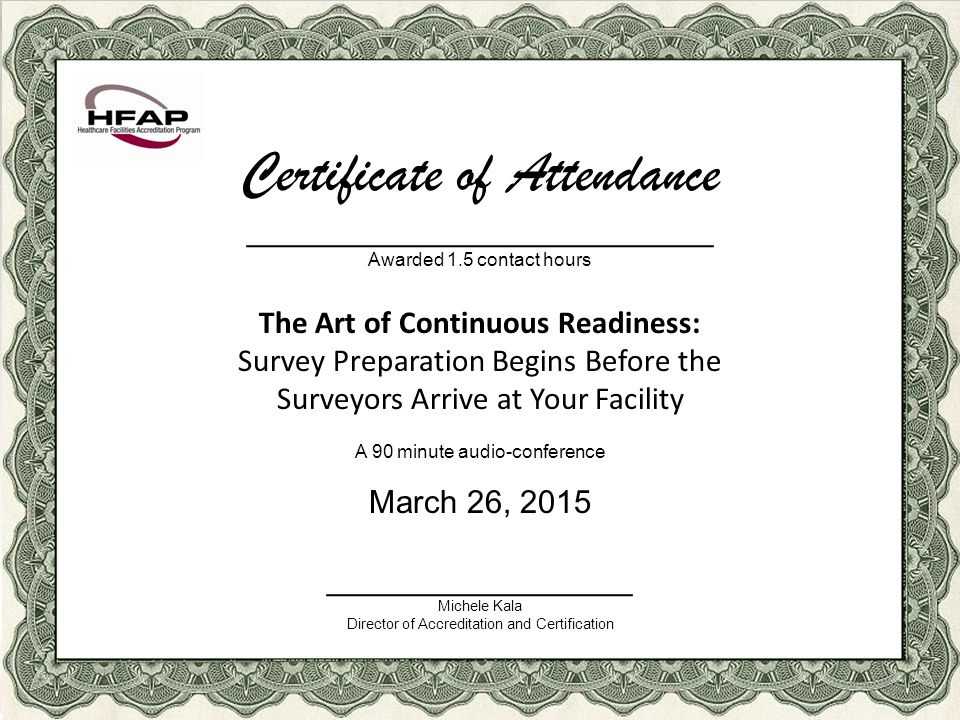 HFAP
Healthcare Facilities Accreditation Program
Certificate of Attendance
Awarded 1.5 contact hours
The Art of Continuous Readiness:
Survey Preparation Begins Before the
Surveyors Arrive at Your Facility
A 90 minute audio-conference
March 26, 2015
Michele Kala
Director of Accreditation and Certification